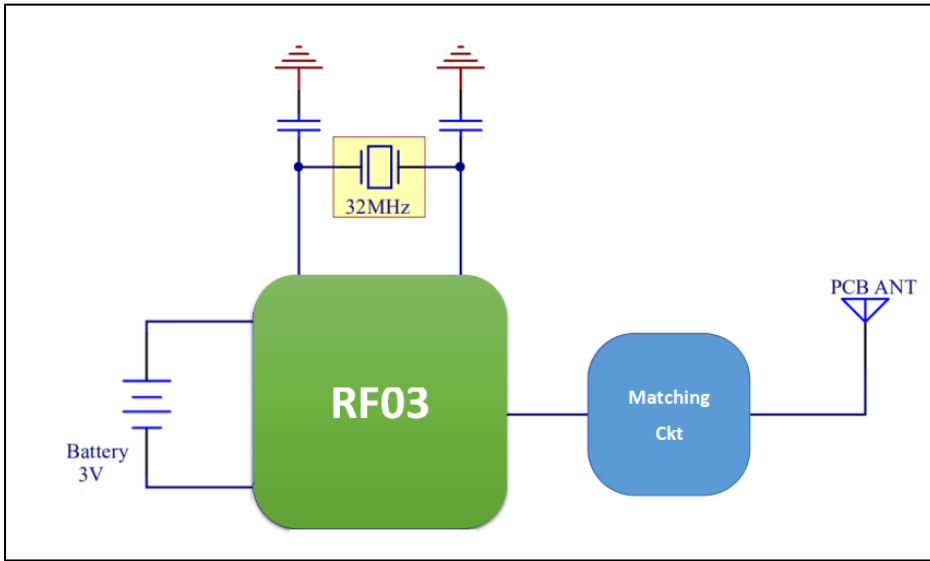 32MHz
PCB ANT
RF03
Matching
Ckt
Battery
3V